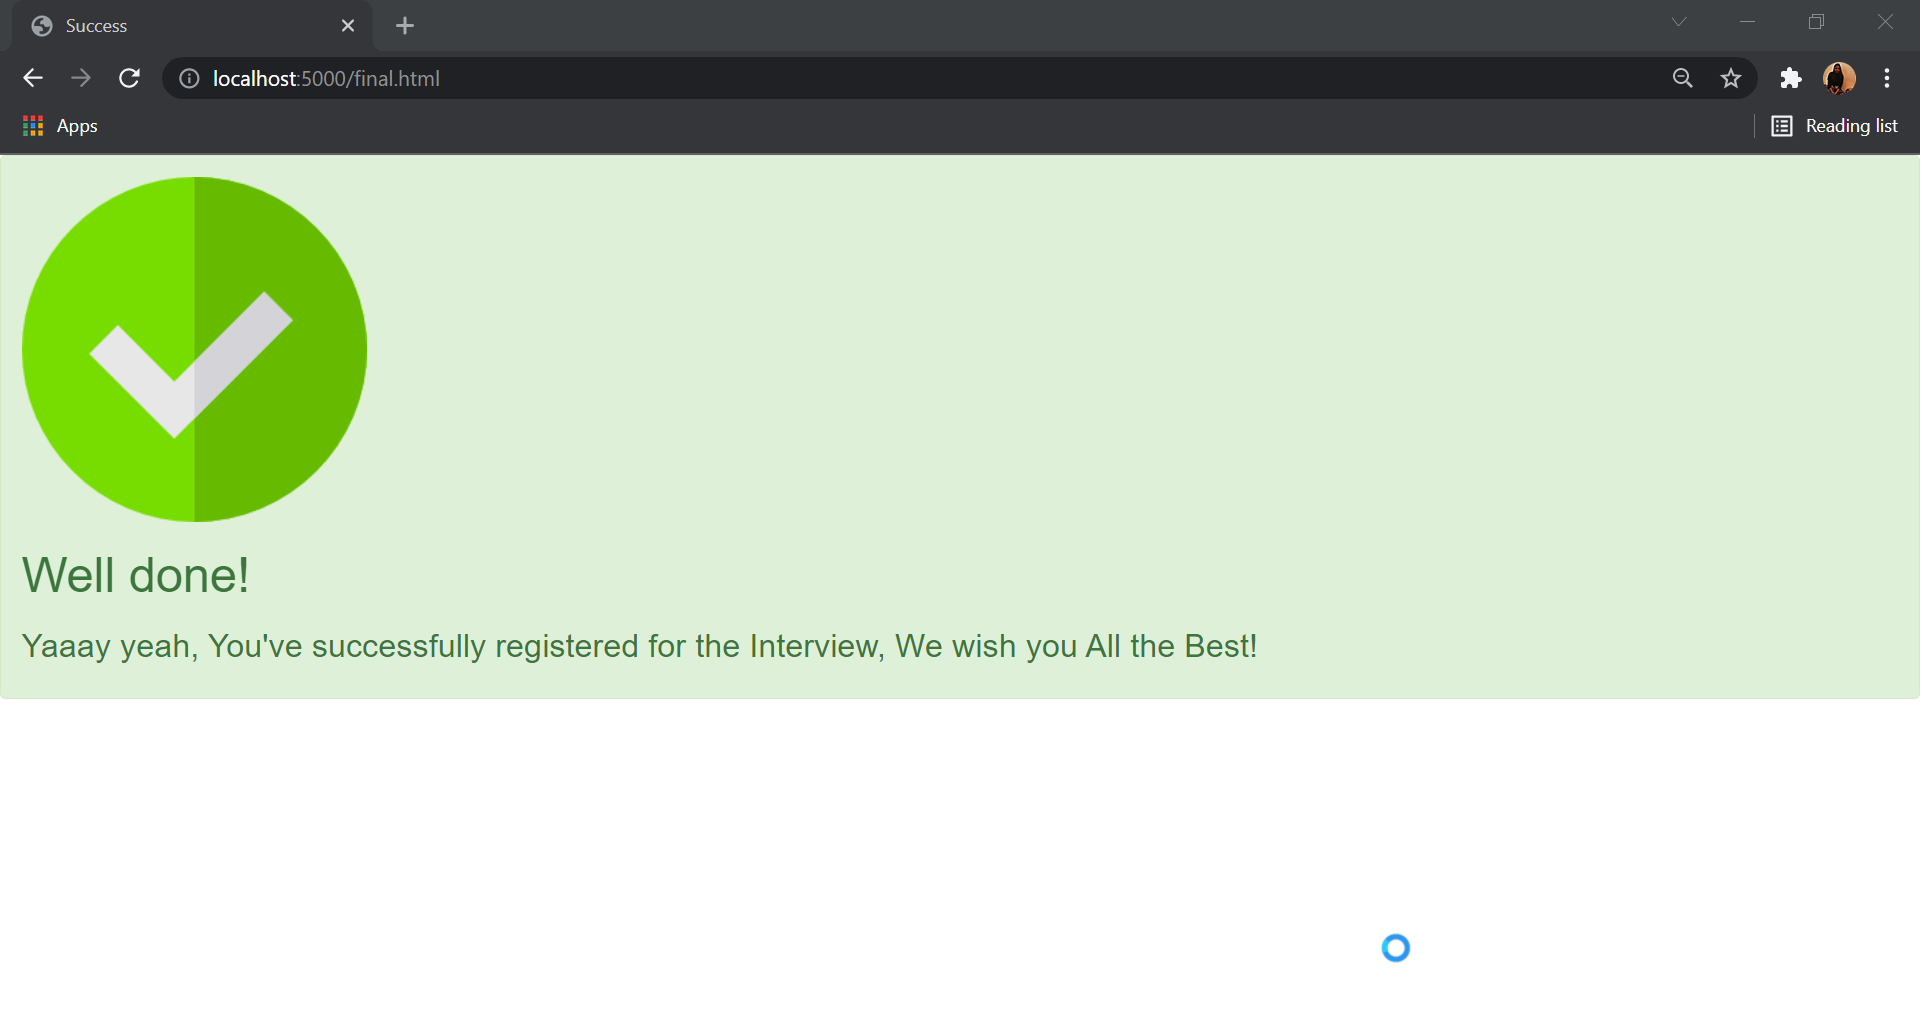 Success
localhost:5000/final.html
Apps
Reading list
Well done!
Yaaay yeah, You've successfully registered for the Interview, We wish you All the Best!